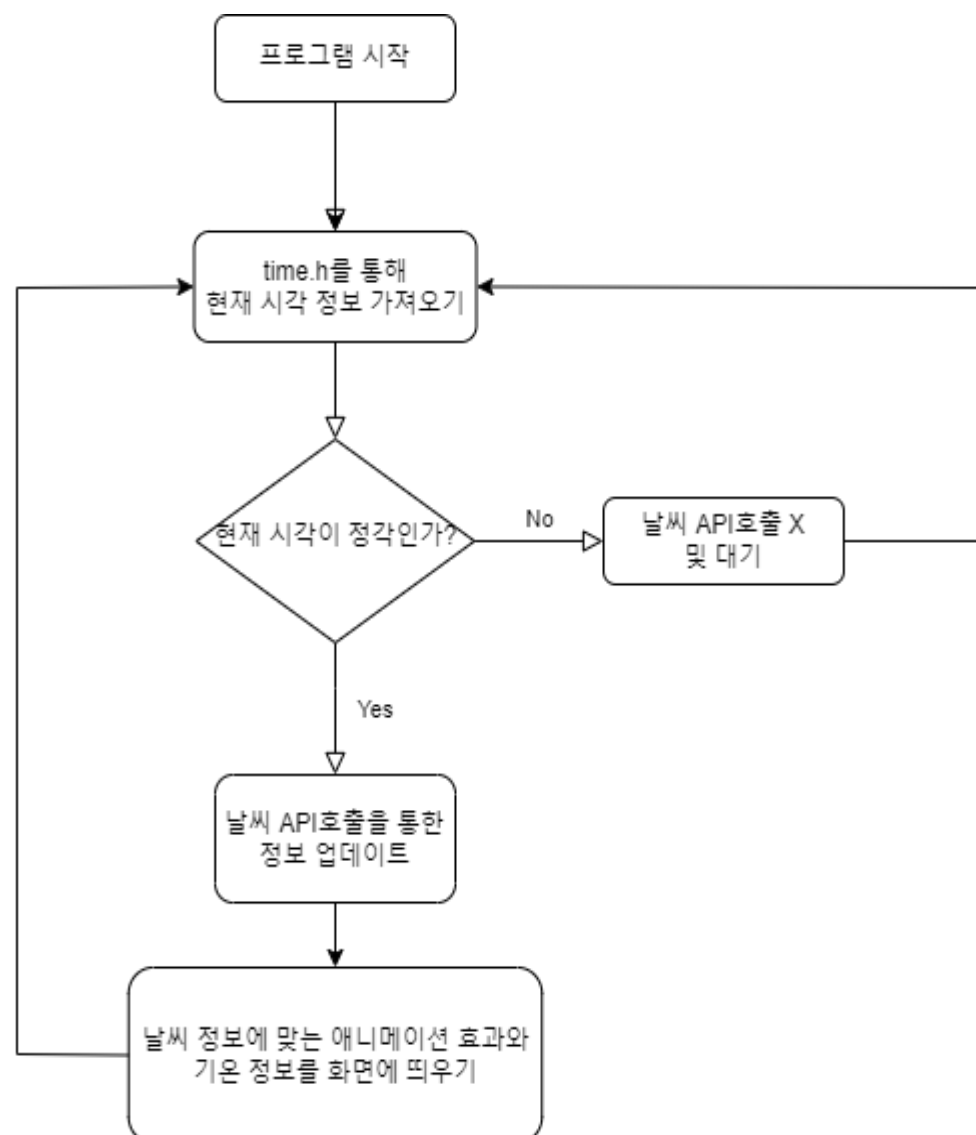 프로그램 시작
time.h를 통해
현재 시각 정보 가져오기
현재 시각이 정각인가?
No
날씨 API호출 X
및 대기
Yes
날씨 API호출을 통한
정보 업데이트
날씨 정보에 맞는 애니메이션 효과와
기온 정보를 화면에 띄우기